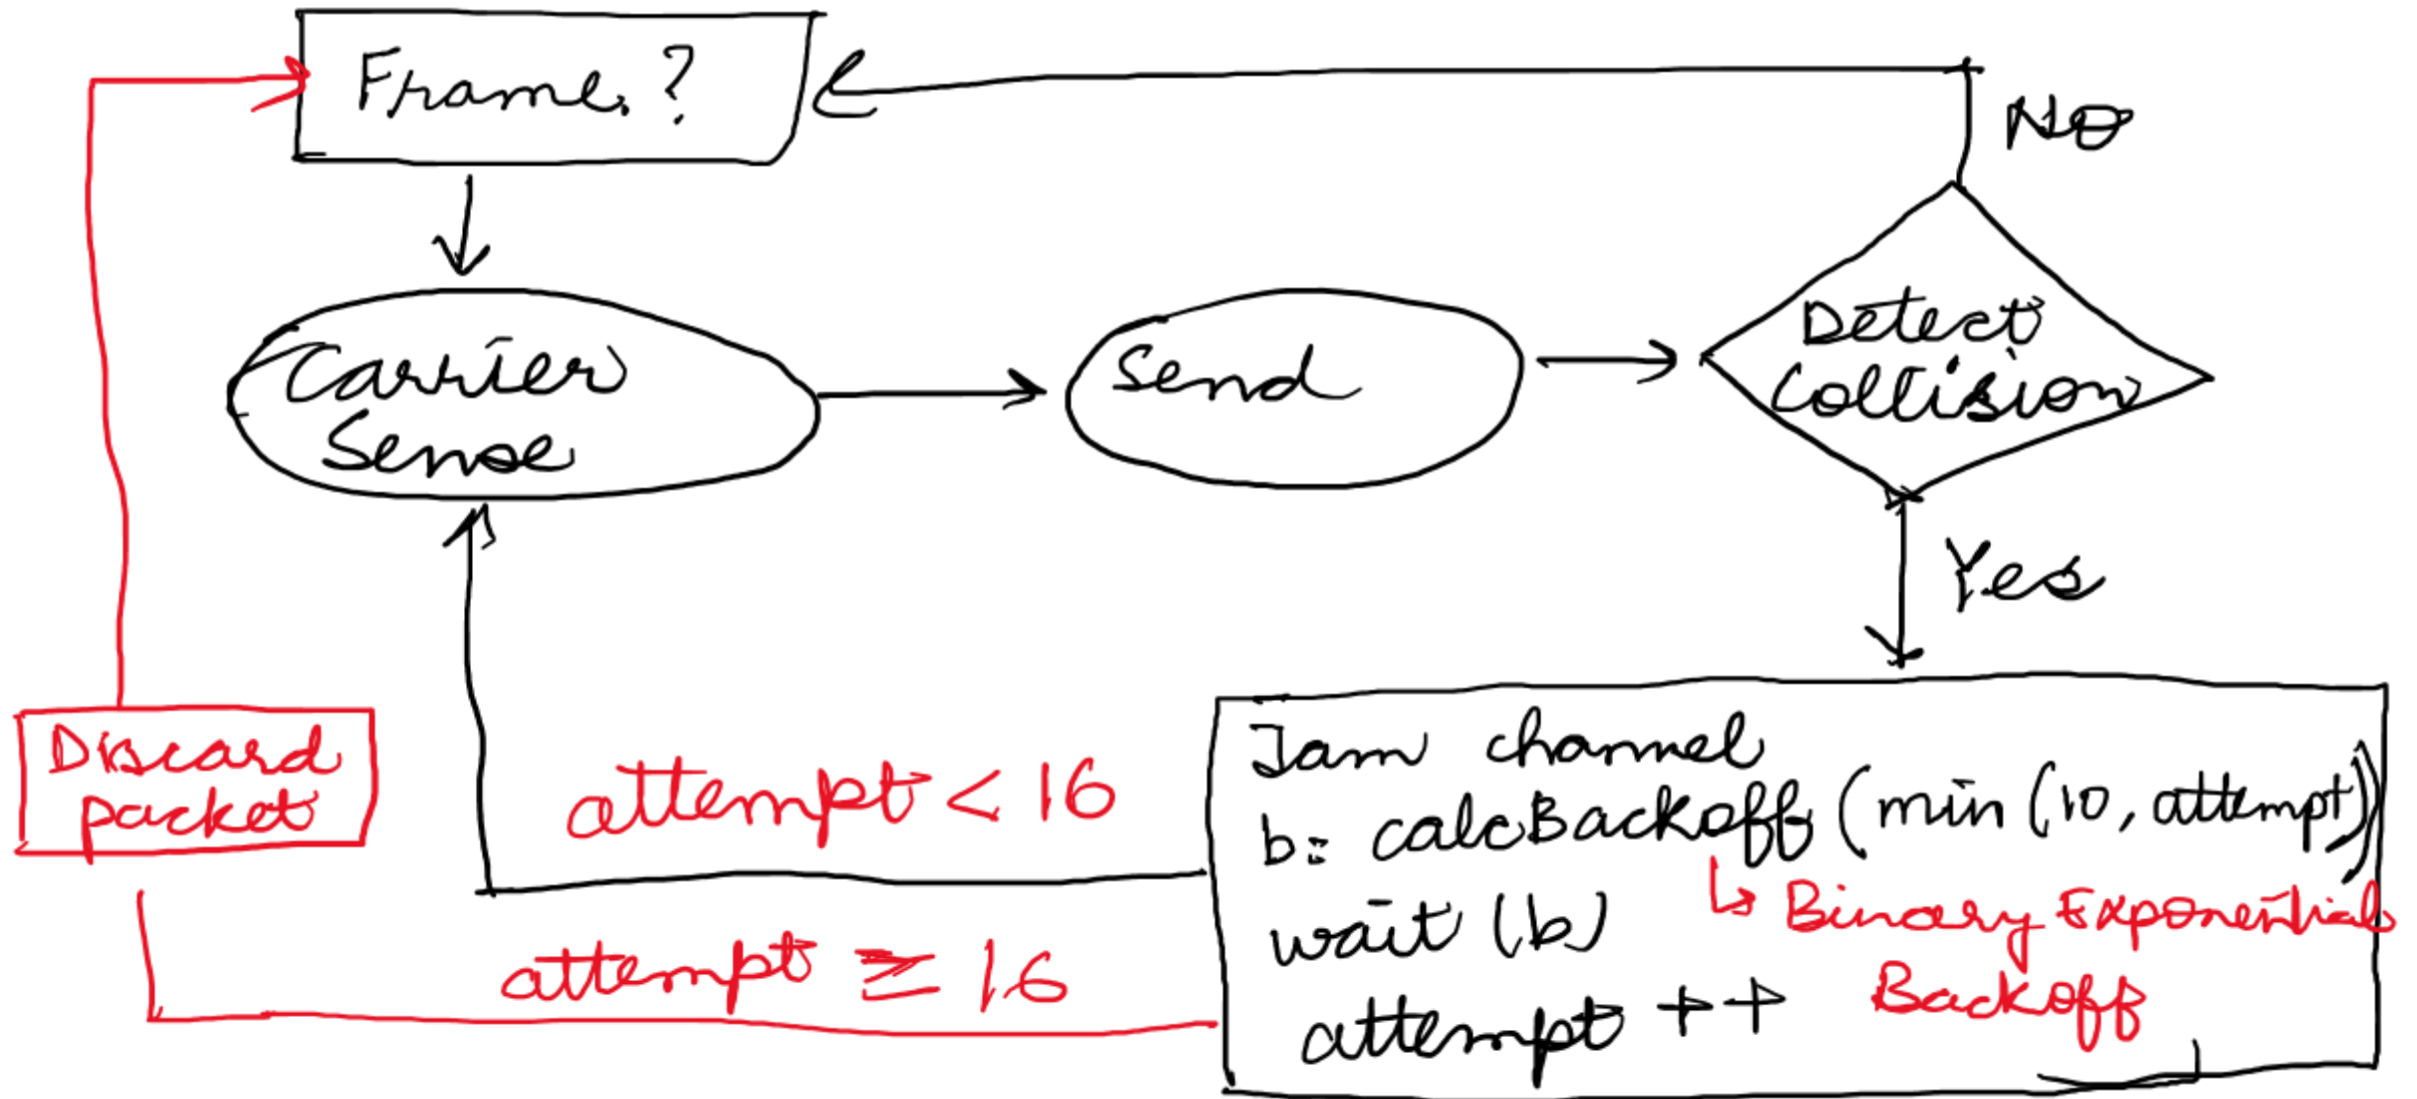 Frame ?
No
Carrier
Sense
Send
Detect
Collision
Yes
Discard
packet
attempt < 16
attempt ≥ 16
Jam channel
b = calcBackoff (min (10, attempt))
↳ Binary Exponential
Backoff
wait (b)
attempt ++